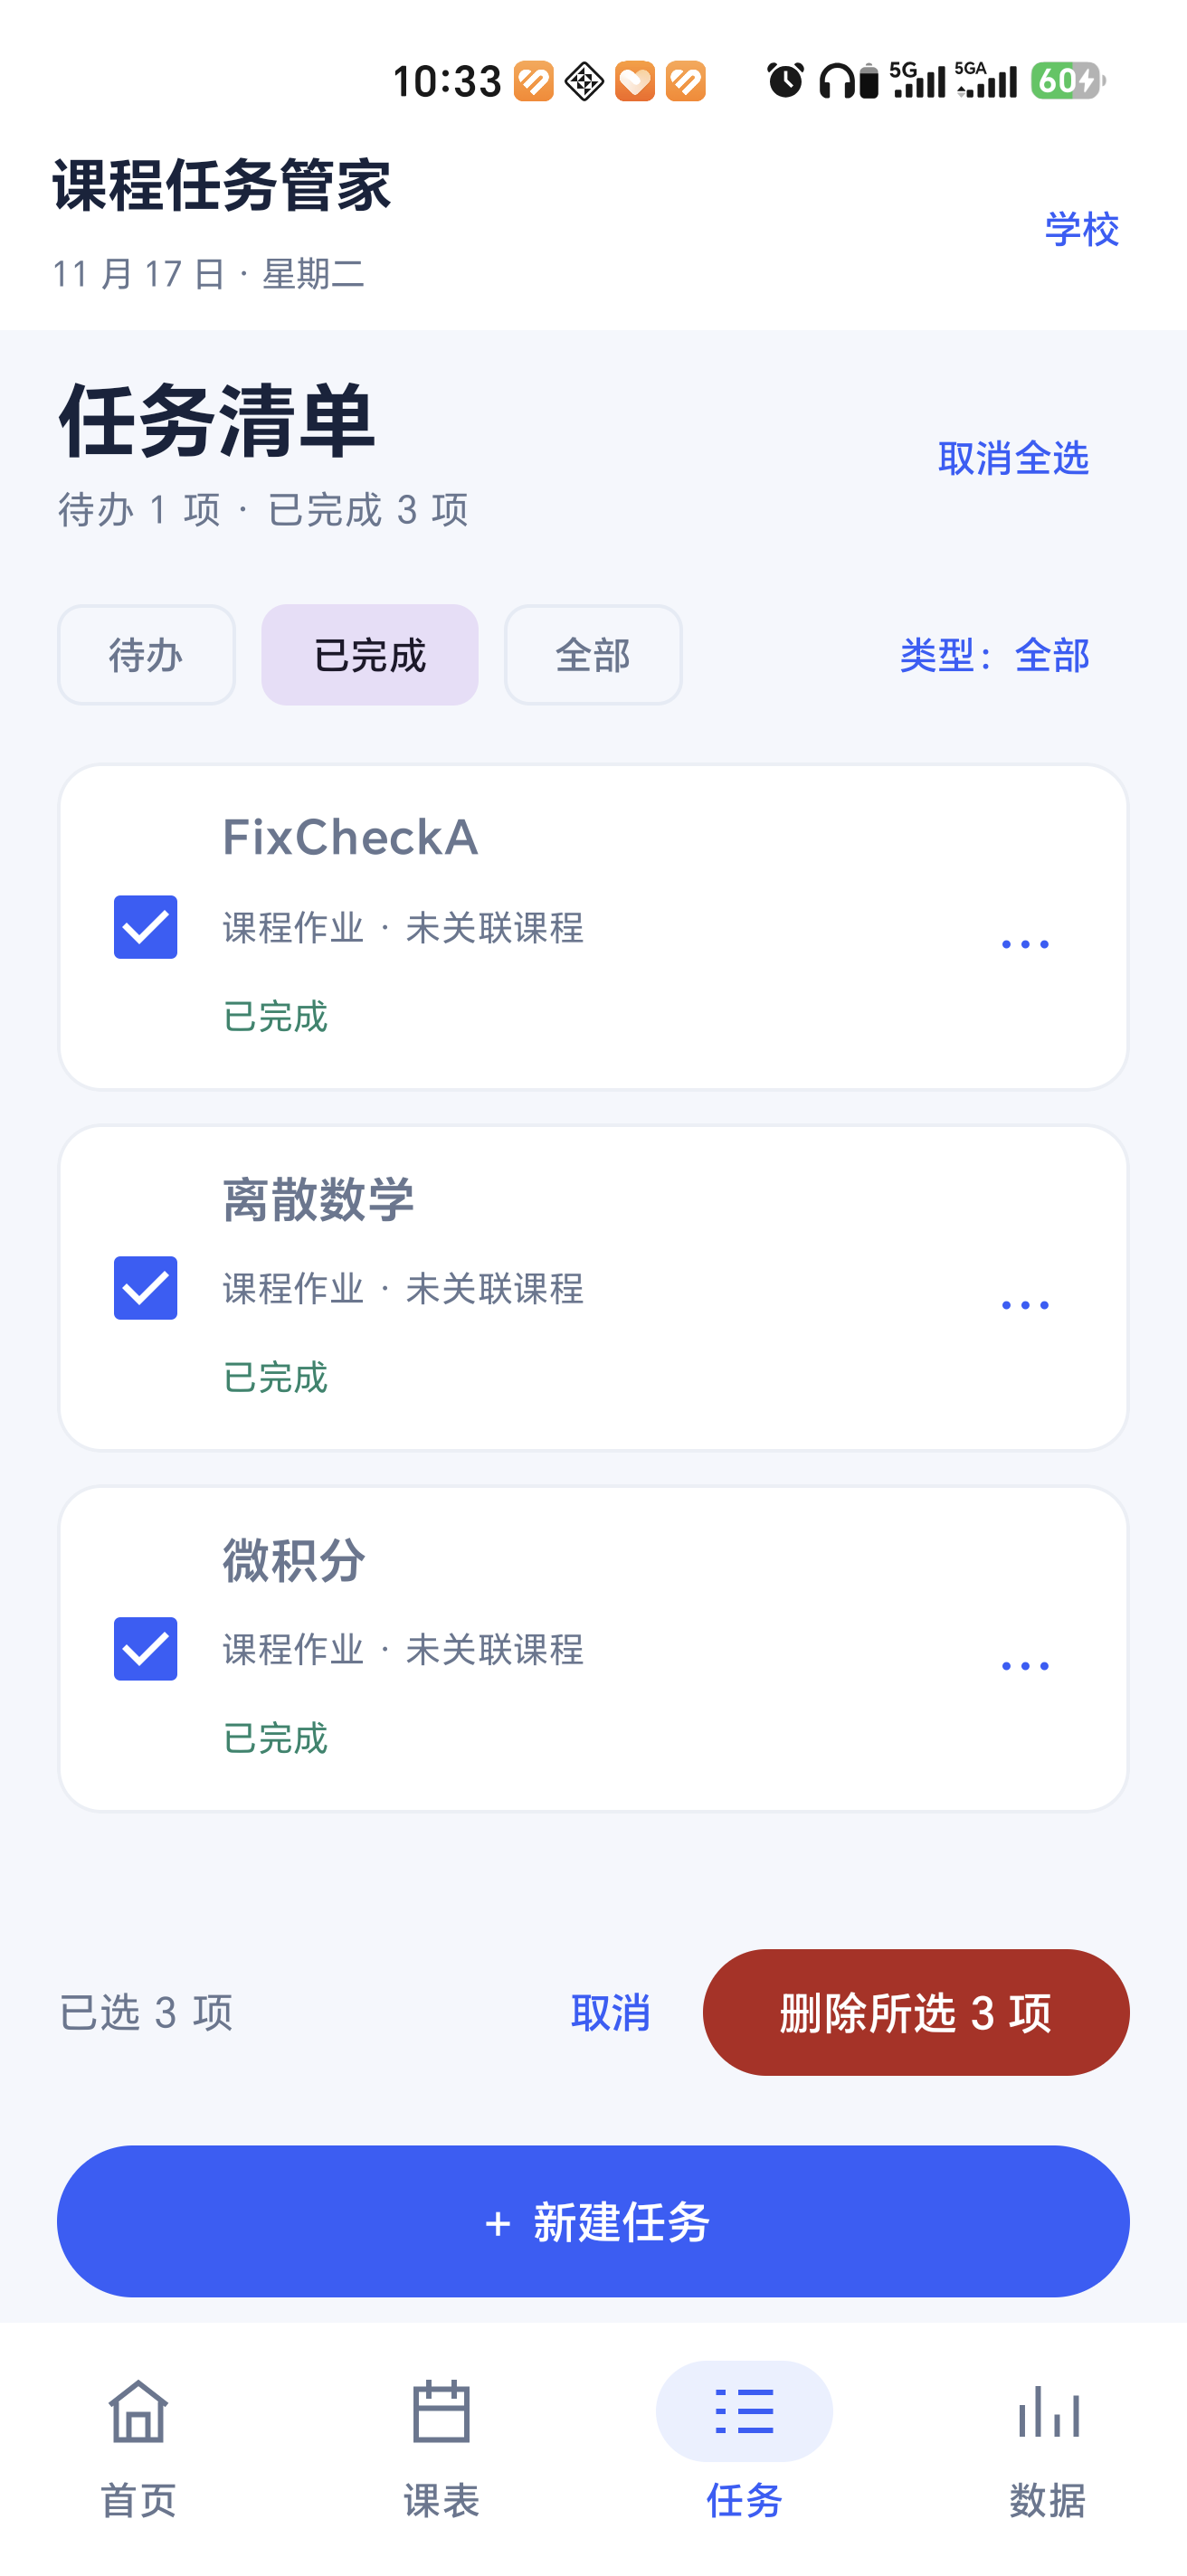 10:33 5G 5GA 60
课程任务管家
11 月 17 日 · 星期二
学校
任务清单
取消全选
待办 1 项 · 已完成 3 项
待办 已完成 全部 类型：全部
FixCheckA
课程作业 · 未关联课程
...
已完成
离散数学
课程作业 · 未关联课程
...
已完成
微积分
课程作业 · 未关联课程
...
已完成
已选 3 项 取消 删除所选 3 项
+ 新建任务
首页 课表 任务 数据